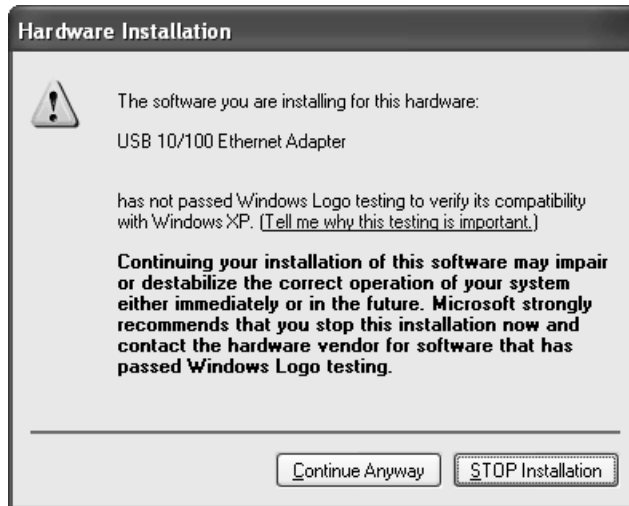 Hardware Installation
The software you are installing for this hardware:
USB 10/100 Ethernet Adapter
has not passed Windows Logo testing to verify its compatibility
with Windows XP. (Tell me why this testing is important.)
Continuing your installation of this software may impair
or destabilize the correct operation of your system
either immediately or in the future. Microsoft strongly
recommends that you stop this installation now and
contact the hardware vendor for software that has
passed Windows Logo testing.
Continue Anyway STOP Installation